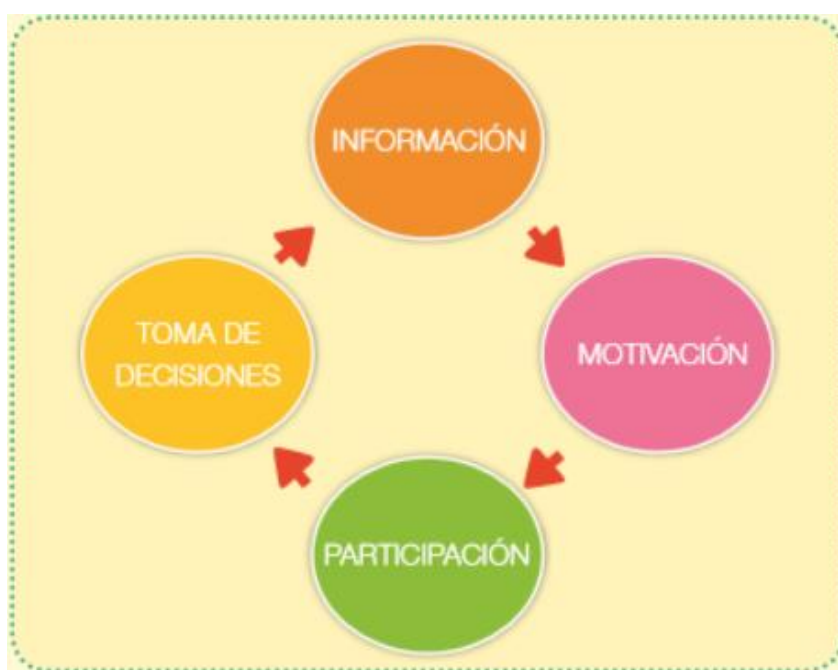 INFORMACIÓN
MOTIVACIÓN
PARTICIPACIÓN
TOMA DE
DECISIONES